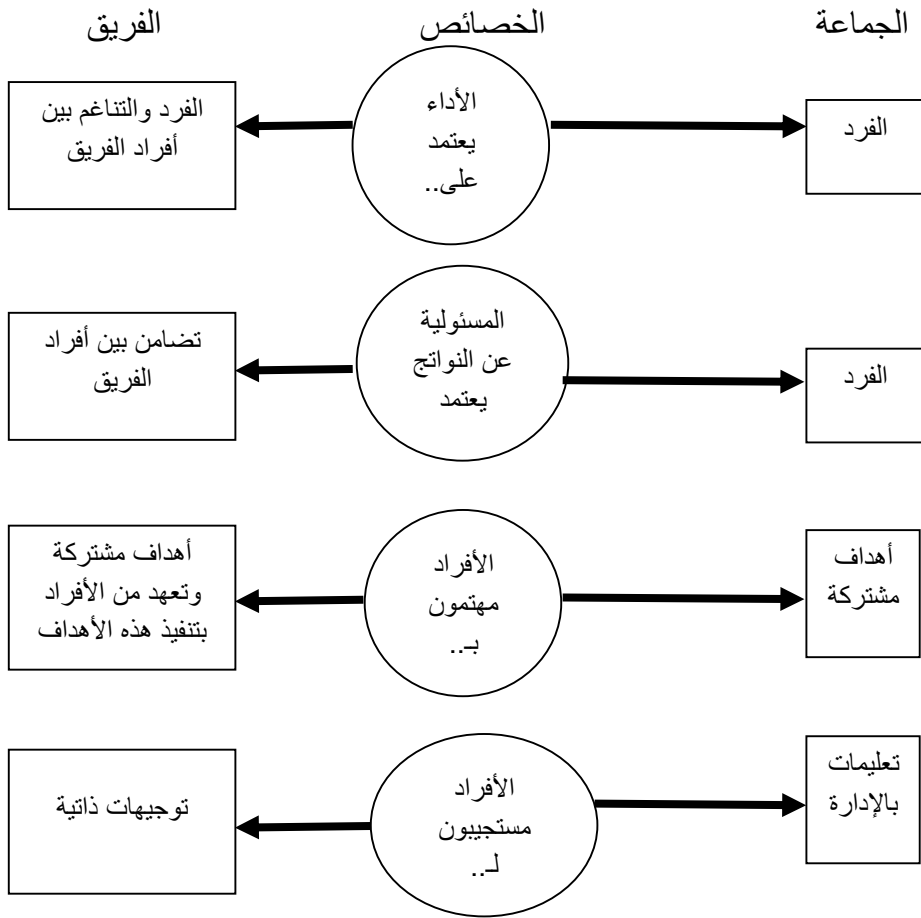 الجماعة
الخصائص
الفريق
الفرد
الأداء
يعتمد
على..
الفرد والتناغم بين
أفراد الفريق
الفرد
المسئولية
عن النواتج
يعتمد
تضامن بين أفراد
الفريق
أهداف
مشتركة
الأفراد
مهتمون
بـ..
أهداف مشتركة
وتعهد من الأفراد
بتنفيذ هذه الأهداف
تعليمات
بالإدارة
الأفراد
مستجيبون
لـ..
توجيهات ذاتية